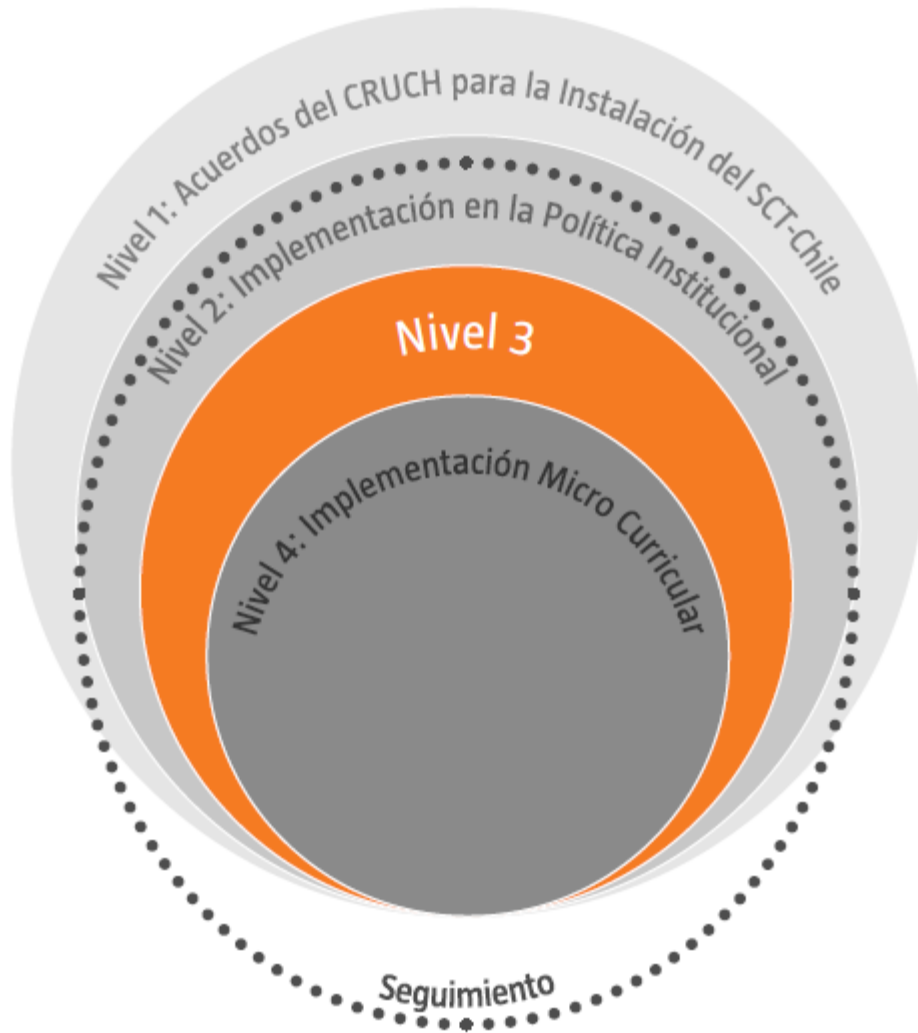 Nivel 1: Acuerdos del CRUCH para la Instalación del SCT-Chile
Nivel 2: Implementación en la Política Institucional
Nivel 3
Nivel 4: Implementación Micro Curricular
Seguimiento